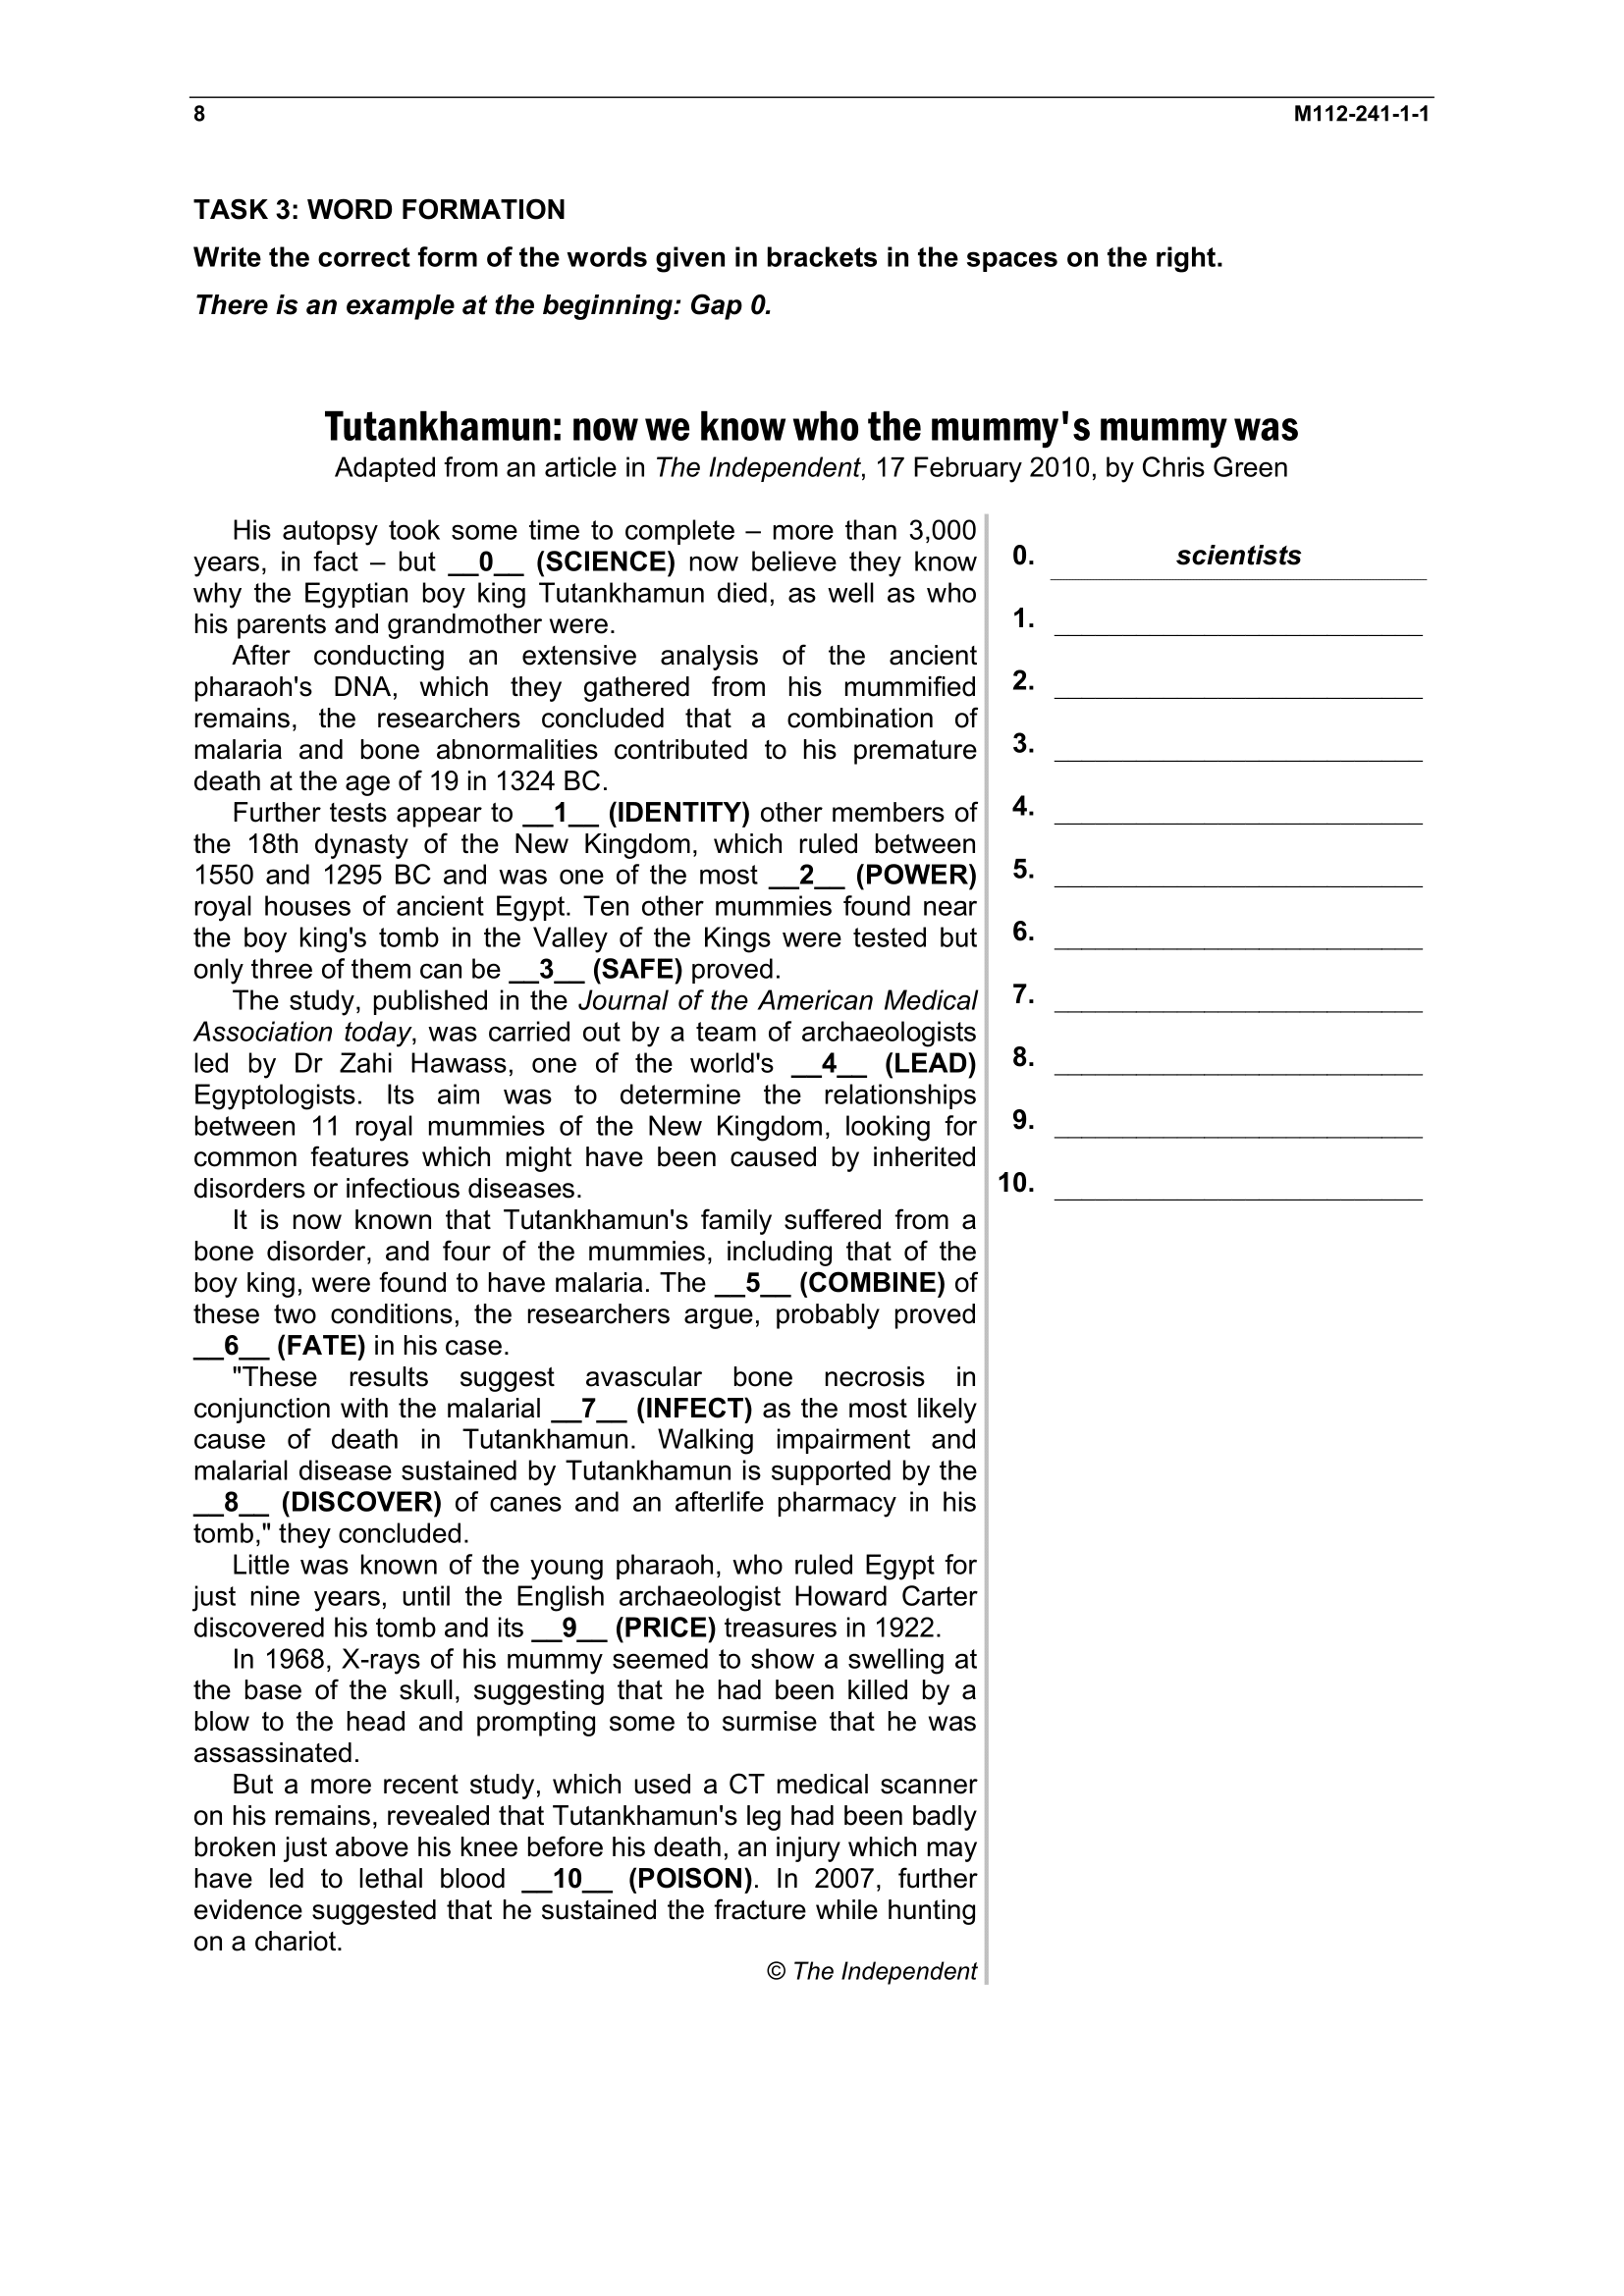 8 M112-241-1-1
TASK 3: WORD FORMATION
Write the correct form of the words given in brackets in the spaces on the right.
There is an example at the beginning: Gap 0.
Tutankhamun: now we know who the mummy's mummy was
Adapted from an article in The Independent, 17 February 2010, by Chris Green
His autopsy took some time to complete – more than 3,000
years, in fact – but __0__ (SCIENCE) now believe they know
why the Egyptian boy king Tutankhamun died, as well as who
his parents and grandmother were.
After conducting an extensive analysis of the ancient
pharaoh's DNA, which they gathered from his mummified
remains, the researchers concluded that a combination of
malaria and bone abnormalities contributed to his premature
death at the age of 19 in 1324 BC.
Further tests appear to __1__ (IDENTITY) other members of
the 18th dynasty of the New Kingdom, which ruled between
1550 and 1295 BC and was one of the most __2__ (POWER)
royal houses of ancient Egypt. Ten other mummies found near
the boy king's tomb in the Valley of the Kings were tested but
only three of them can be __3__ (SAFE) proved.
The study, published in the Journal of the American Medical
Association today, was carried out by a team of archaeologists
led by Dr Zahi Hawass, one of the world's __4__ (LEAD)
Egyptologists. Its aim was to determine the relationships
between 11 royal mummies of the New Kingdom, looking for
common features which might have been caused by inherited
disorders or infectious diseases.
It is now known that Tutankhamun's family suffered from a
bone disorder, and four of the mummies, including that of the
boy king, were found to have malaria. The __5__ (COMBINE) of
these two conditions, the researchers argue, probably proved
__6__ (FATE) in his case.
"These results suggest avascular bone necrosis in
conjunction with the malarial __7__ (INFECT) as the most likely
cause of death in Tutankhamun. Walking impairment and
malarial disease sustained by Tutankhamun is supported by the
__8__ (DISCOVER) of canes and an afterlife pharmacy in his
tomb," they concluded.
Little was known of the young pharaoh, who ruled Egypt for
just nine years, until the English archaeologist Howard Carter
discovered his tomb and its __9__ (PRICE) treasures in 1922.
In 1968, X-rays of his mummy seemed to show a swelling at
the base of the skull, suggesting that he had been killed by a
blow to the head and prompting some to surmise that he was
assassinated.
But a more recent study, which used a CT medical scanner
on his remains, revealed that Tutankhamun's leg had been badly
broken just above his knee before his death, an injury which may
have led to lethal blood __10__ (POISON). In 2007, further
evidence suggested that he sustained the fracture while hunting
on a chariot.
© The Independent
0. scientists
1.
2.
3.
4.
5.
6.
7.
8.
9.
10.